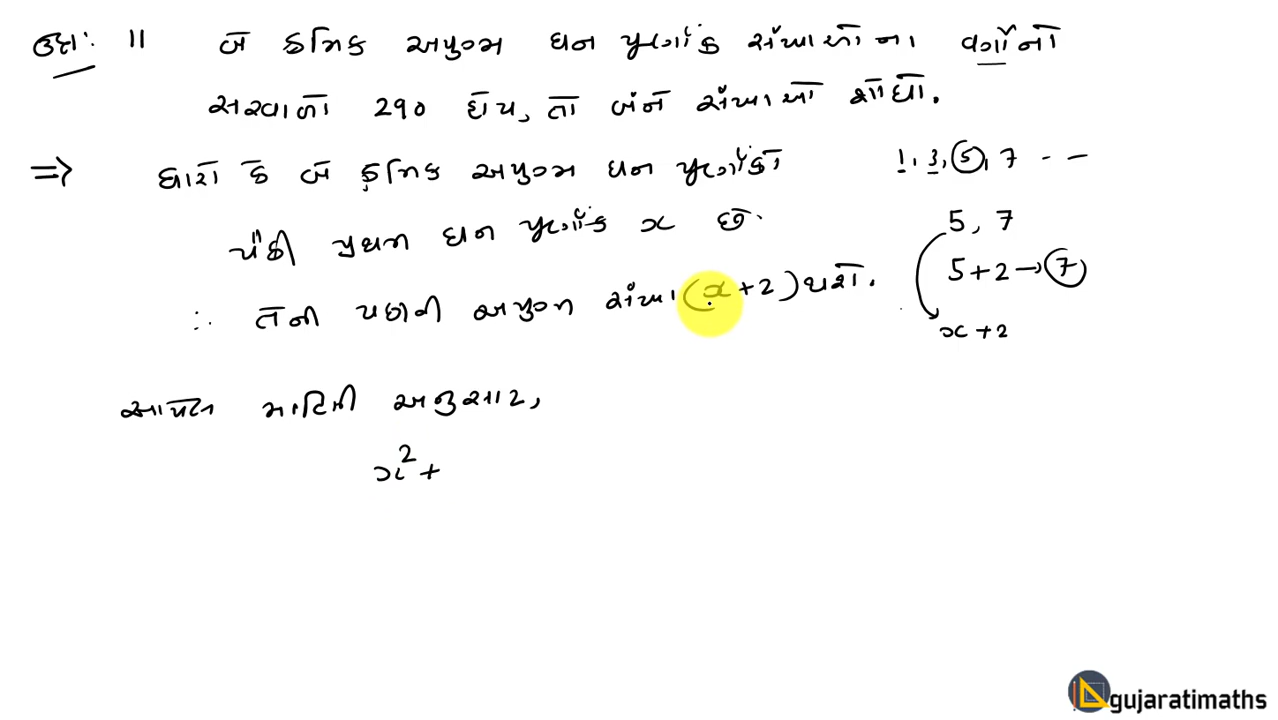 ઉદા: 11 બે ક્રમિક અયુગ્મ ધન પૂર્ણાંક સંખ્યાઓના વર્ગોનો
સરવાળો 290 હોય, તો બંને સંખ્યાઓ શોધો.
⇒ ધારો કે બે ક્રમિક અયુગ્મ ધન પૂર્ણાંકો 1, 3, 5, 7 - -
પૈકી પ્રથમ ધન પૂર્ણાંક x છે. 5, 7
∴ તેની પછીની અયુગ્મ સંખ્યા (x+2) થશે. 5+2→7
x+2
આપેલ માહિતી અનુસાર,
x² +
gujaratimaths